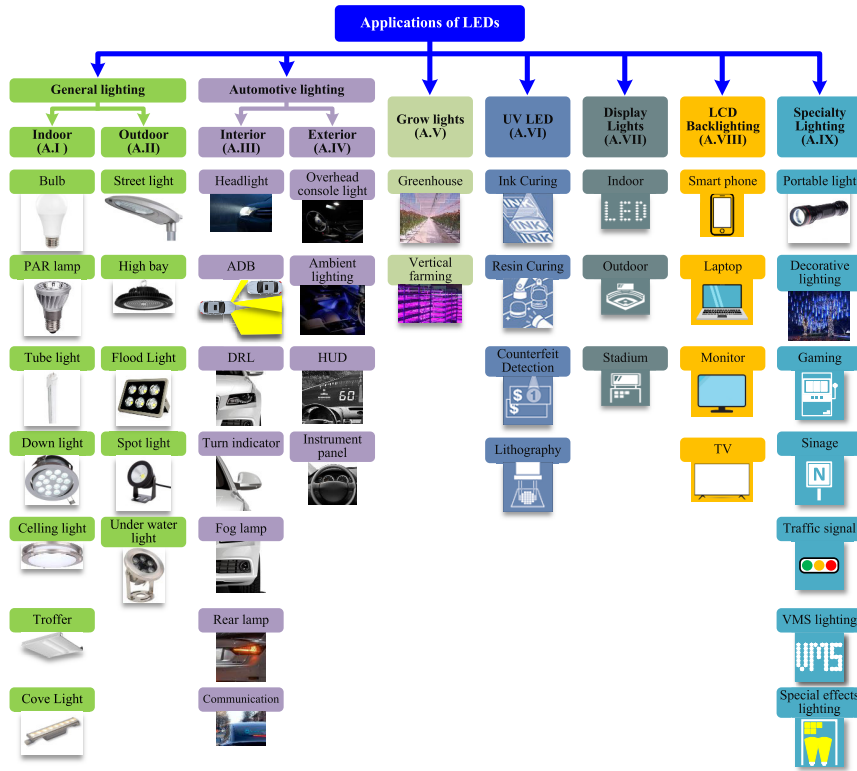 Applications of LEDs
General lighting
Automotive lighting
Indoor
(A.I )
Outdoor
(A.II)
Interior
(A.III)
Exterior
(A.IV)
Grow lights
(A.V)
UV LED
(A.VI)
Display
Lights
(A.VII)
LCD
Backlighting
(A.VIII)
Specialty
Lighting
(A.IX)
Bulb
Street light
Headlight
Overhead
console light
Greenhouse
Ink Curing
INK
INK
INK
Indoor
LED
Smart phone
Portable light
PAR lamp
High bay
ADB
Ambient
lighting
Vertical
farming
Resin Curing
Outdoor
Laptop
Decorative
lighting
Tube light
Flood Light
DRL
HUD
60
Counterfeit
Detection
$ 1
$
Stadium
Monitor
Gaming
Down light
Spot light
Turn indicator
Instrument
panel
Lithography
TV
Sinage
N
Celling light
Under water
light
Fog lamp
Traffic signal
Troffer
Rear lamp
VMS lighting
VMS
Cove Light
Communication
Special effects
lighting